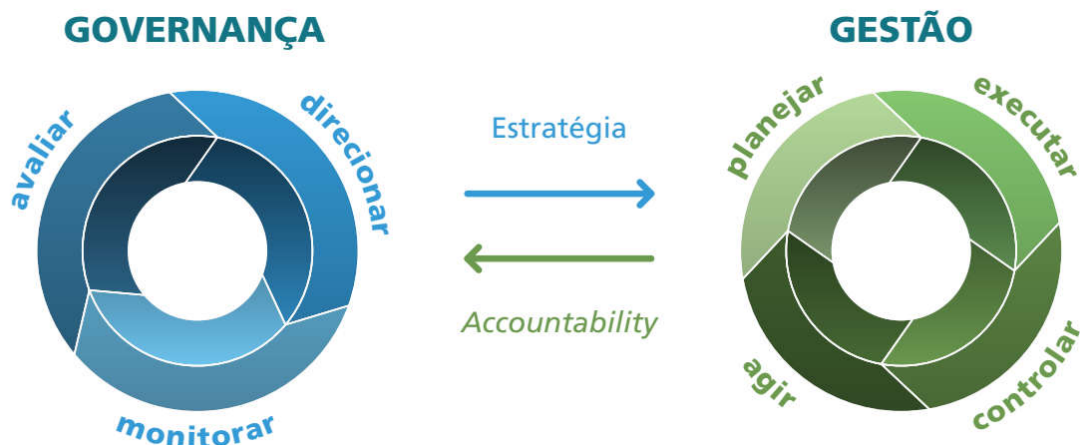 GOVERNANÇA
avaliar
direcionar
monitorar
Estratégia
Accountability
GESTÃO
planejar
executar
controlar
agir